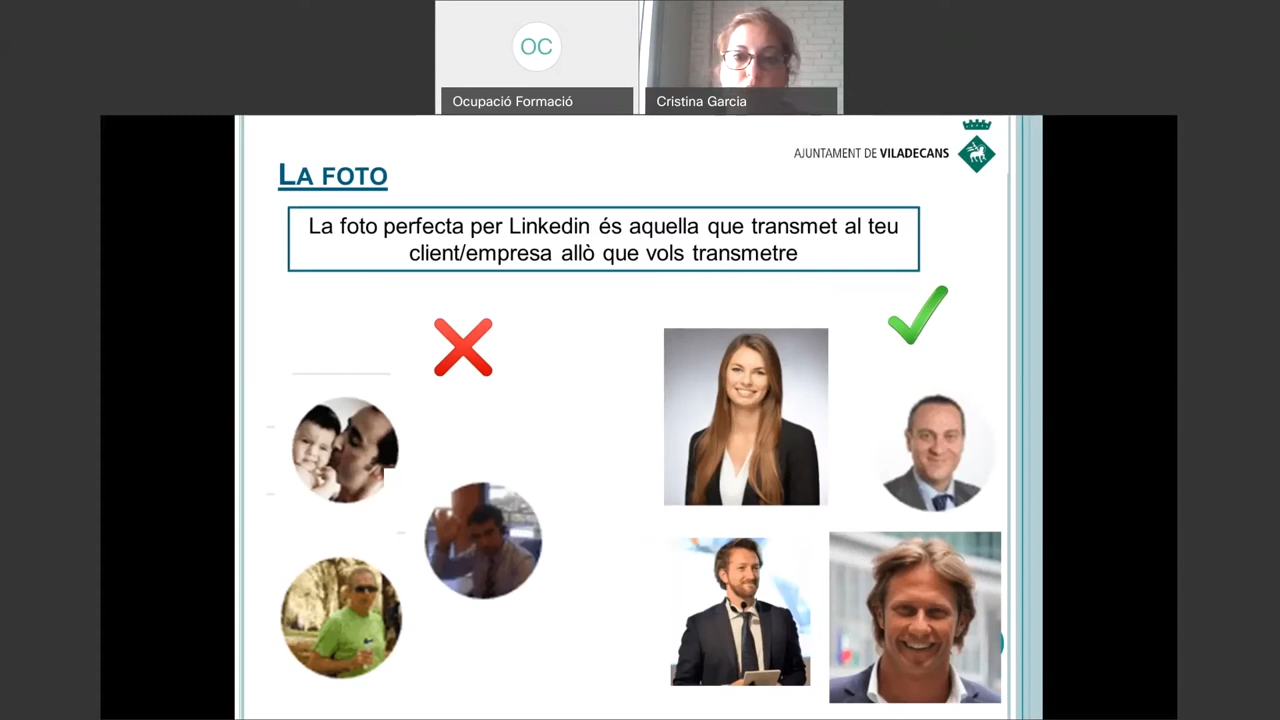 OC
Ocupació Formació
Cristina Garcia
AJUNTAMENT DE VILADECANS
LA FOTO
La foto perfecta per Linkedin és aquella que transmet al teu
client/empresa allò que vols transmetre